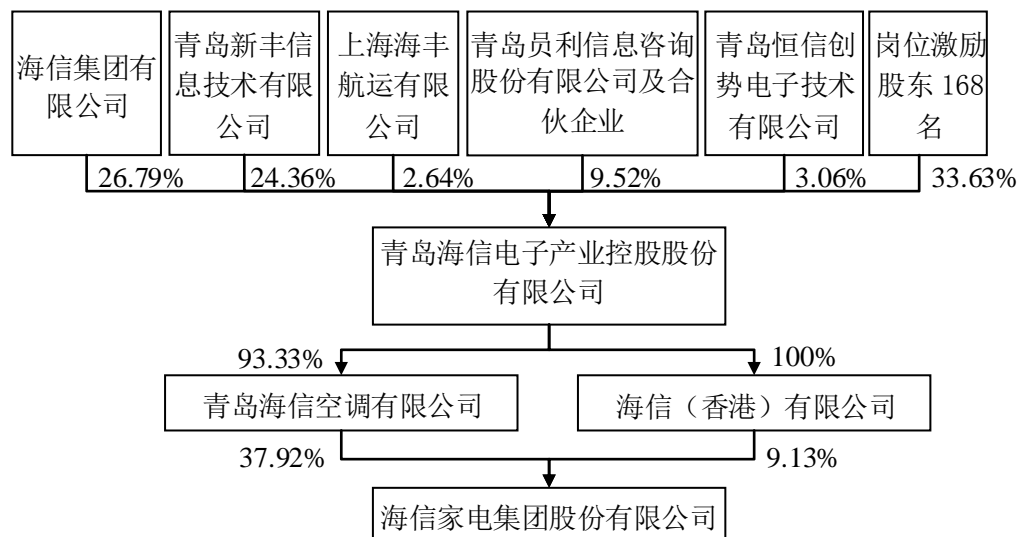 海信集团有
限公司
青岛新丰信
息技术有限
公司
上海海丰
航运有限
公司
青岛员利信息咨询
股份有限公司及合
伙企业
青岛恒信创
势电子技术
有限公司
岗位激励
股东 168
名
26.79%
24.36%
2.64%
9.52%
3.06%
33.63%
青岛海信电子产业控股股份
有限公司
93.33%
100%
青岛海信空调有限公司
海信（香港）有限公司
37.92%
9.13%
海信家电集团股份有限公司